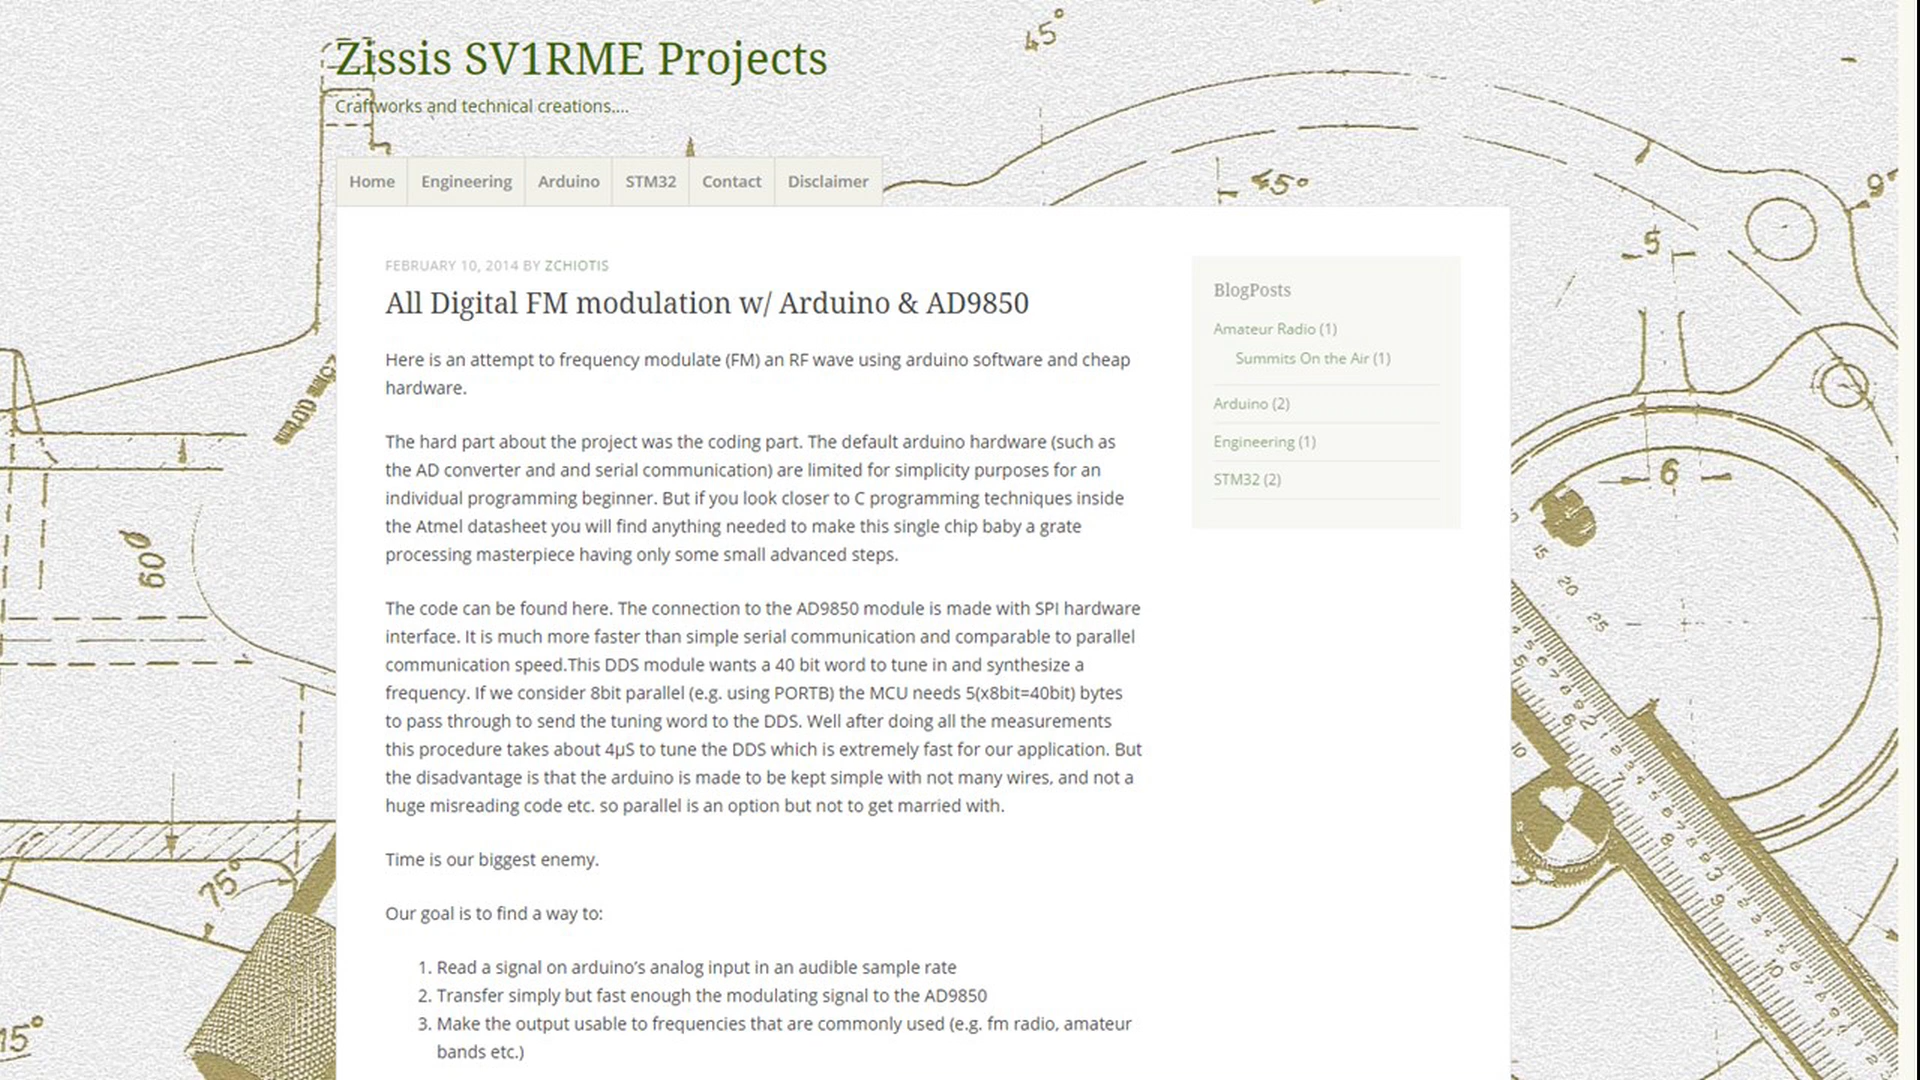 Zissis SV1RME Projects
Craftworks and technical creations....
Home Engineering Arduino STM32 Contact Disclaimer
FEBRUARY 10, 2014 BY ZCHIOTIS
All Digital FM modulation w/ Arduino & AD9850
Here is an attempt to frequency modulate (FM) an RF wave using arduino software and cheap
hardware.
The hard part about the project was the coding part. The default arduino hardware (such as
the AD converter and and serial communication) are limited for simplicity purposes for an
individual programming beginner. But if you look closer to C programming techniques inside
the Atmel datasheet you will find anything needed to make this single chip baby a grate
processing masterpiece having only some small advanced steps.
The code can be found here. The connection to the AD9850 module is made with SPI hardware
interface. It is much more faster than simple serial communication and comparable to parallel
communication speed.This DDS module wants a 40 bit word to tune in and synthesize a
frequency. If we consider 8bit parallel (e.g. using PORTB) the MCU needs 5(x8bit=40bit) bytes
to pass through to send the tuning word to the DDS. Well after doing all the measurements
this procedure takes about 4µS to tune the DDS which is extremely fast for our application. But
the disadvantage is that the arduino is made to be kept simple with not many wires, and not a
huge misreading code etc. so parallel is an option but not to get married with.
Time is our biggest enemy.
Our goal is to find a way to:
1. Read a signal on arduino’s analog input in an audible sample rate
2. Transfer simply but fast enough the modulating signal to the AD9850
3. Make the output usable to frequencies that are commonly used (e.g. fm radio, amateur
bands etc.)
BlogPosts
Amateur Radio (1)
Summits On the Air (1)
Arduino (2)
Engineering (1)
STM32 (2)
45°
45°
5
6
60°
75°
15°
15
20
25